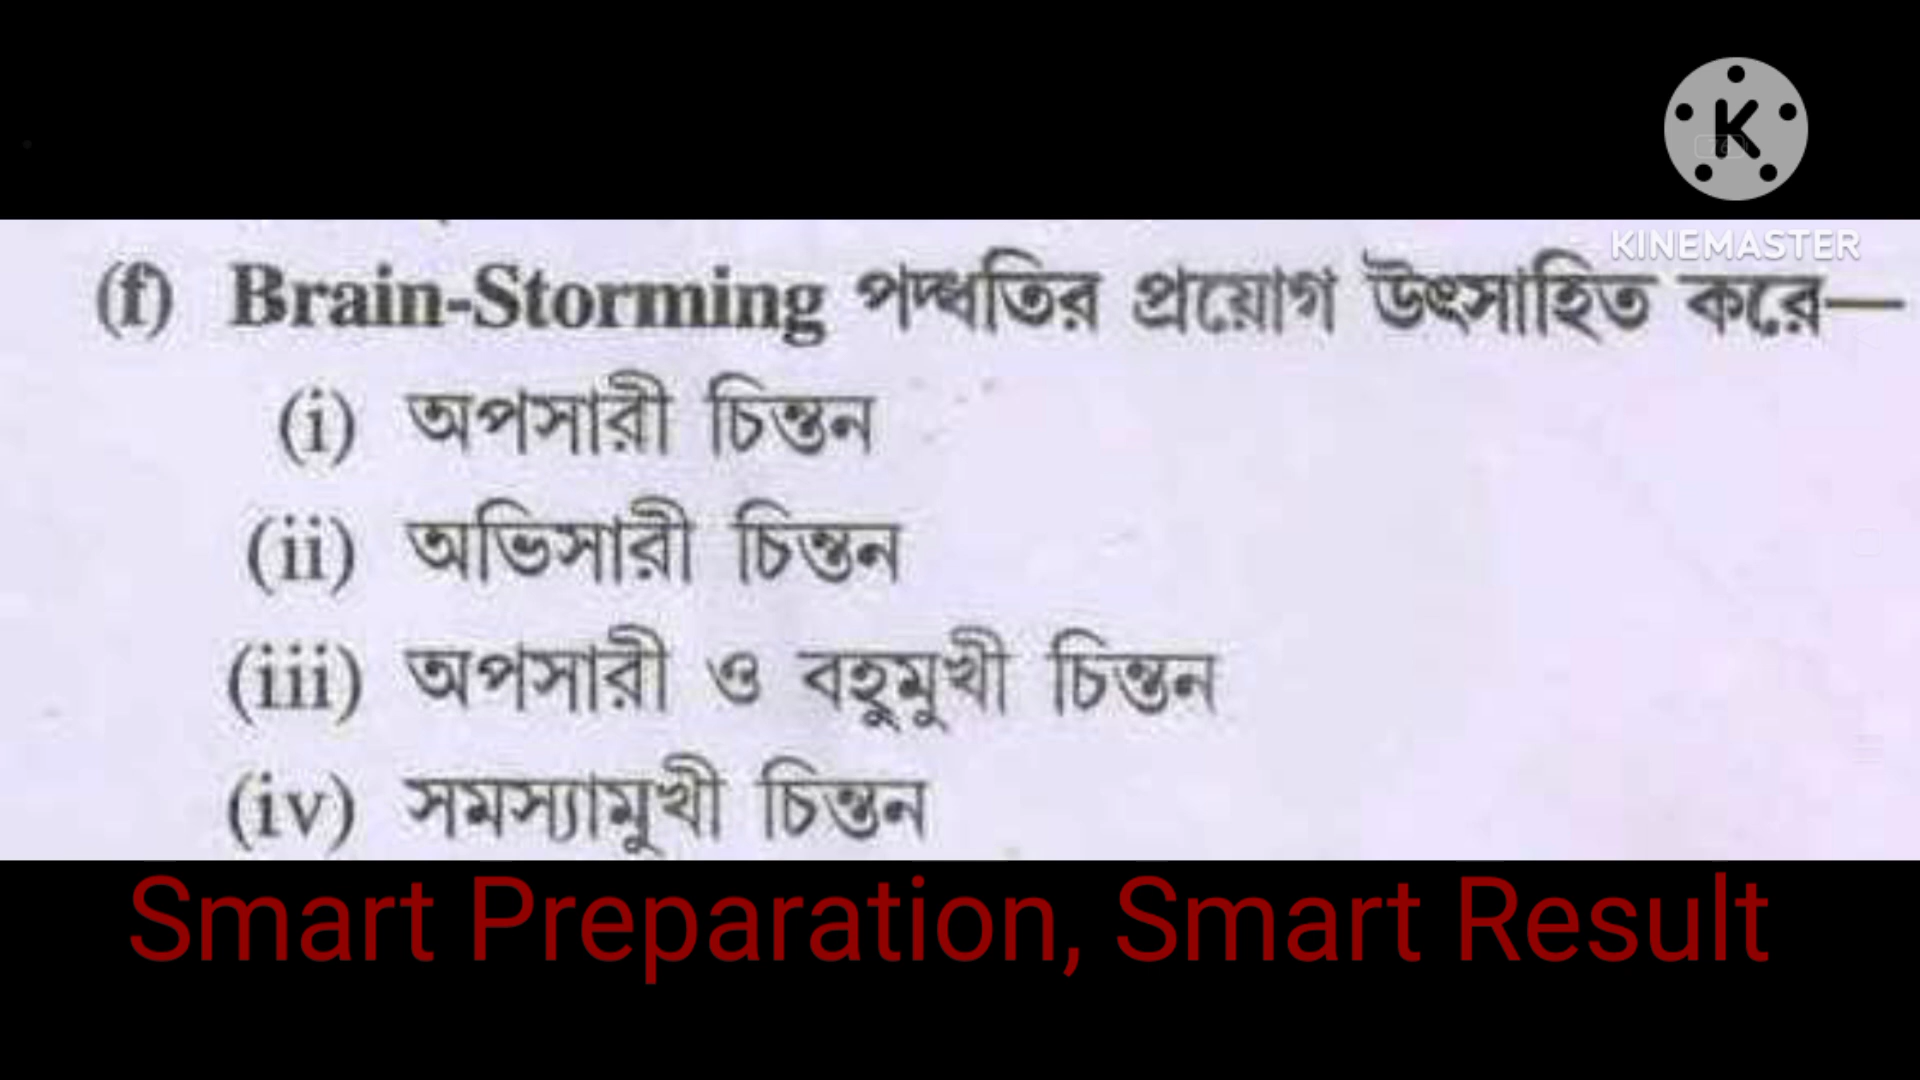 K
KINEMASTER
(f) Brain-Storming পদ্ধতির প্রয়োগ উৎসাহিত করে—
(i) অপসারী চিন্তন
(ii) অভিসারী চিন্তন
(iii) অপসারী ও বহুমুখী চিন্তন
(iv) সমস্যামুখী চিন্তন
Smart Preparation, Smart Result